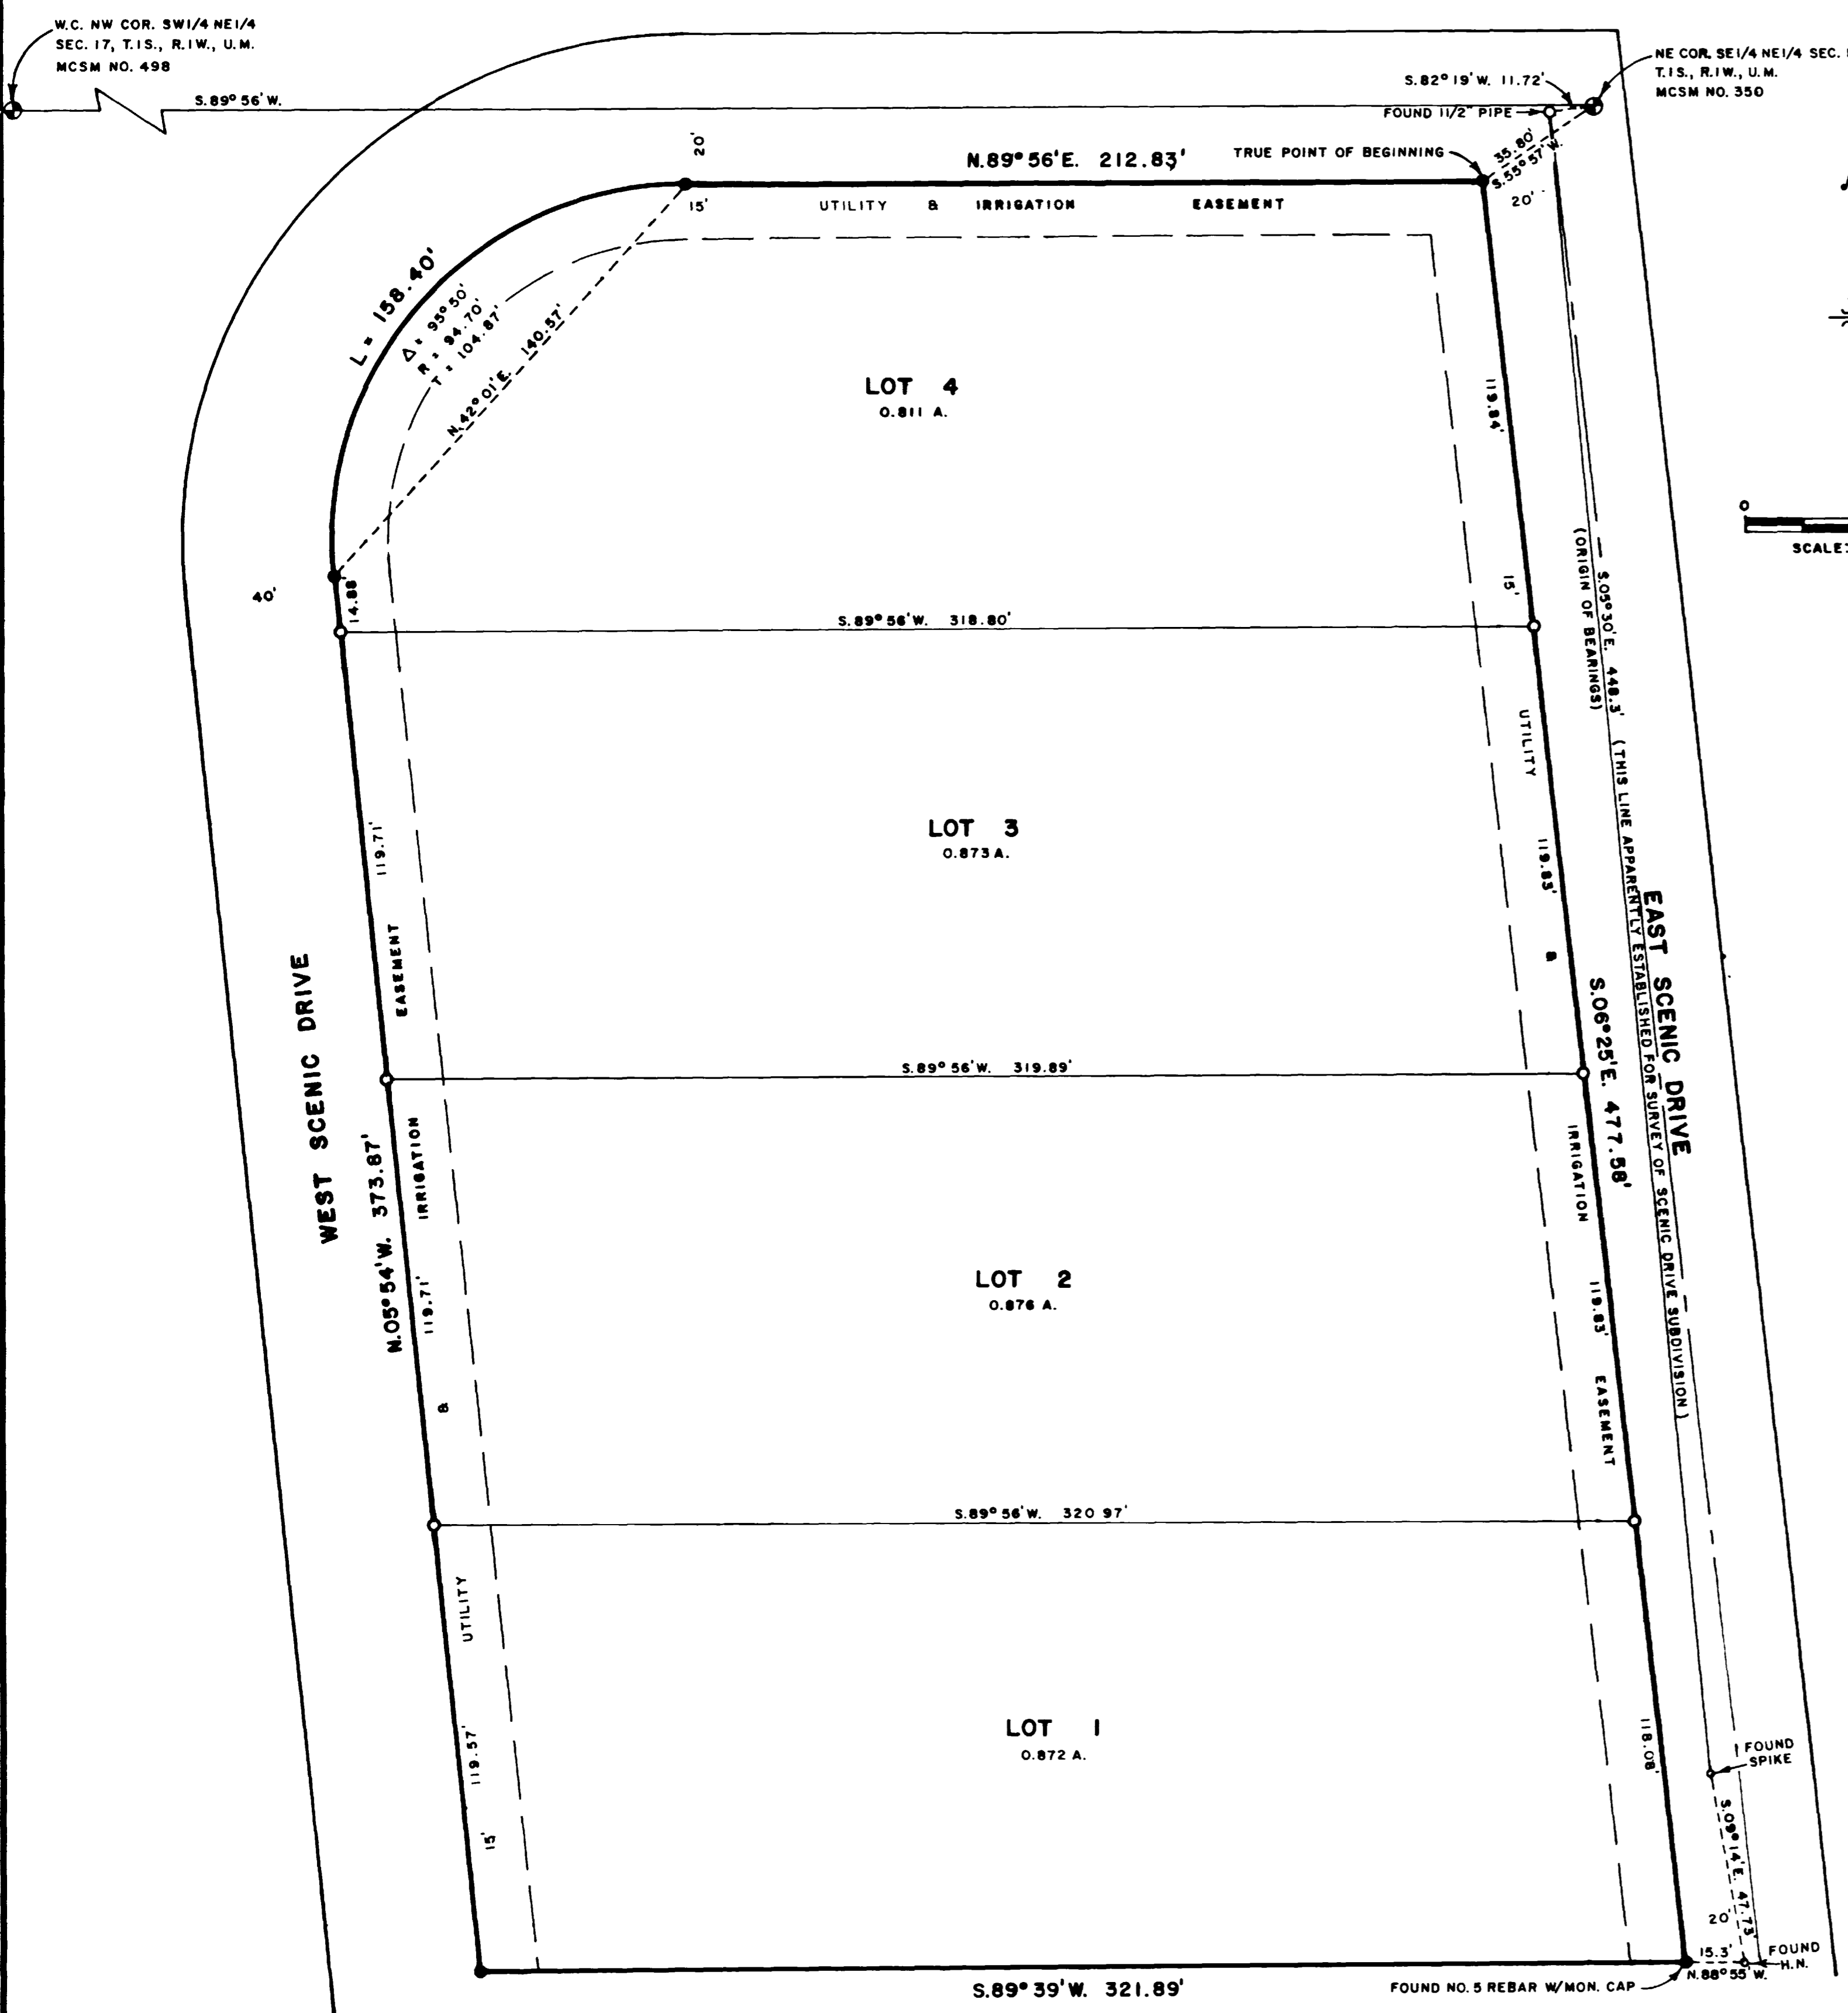 W.C. NW COR. SW1/4 NE1/4
SEC. 17, T.1S., R.1W., U.M.
MCSM NO. 498
S.89°56'W.
S.82°19'W. 11.72'
NE COR. SE1/4 NE1/4 SEC.
T.1S., R.1W., U.M.
MCSM NO. 350
FOUND 1 1/2" PIPE
20'
N.89°56'E. 212.83'
TRUE POINT OF BEGINNING
35.80'
S.55°57'W.
15'
UTILITY & IRRIGATION EASEMENT
20'
L = 158.40'
Δ = 95°50'
R = 94.70'
T = 104.87'
N.42°01'E. 140.57'
LOT 4
0.811 A.
119.84'
0
SCALE:
40'
14.88'
15'
S.89°56'W. 318.80'
(ORIGIN OF BEARINGS)
S.05°30'E. 448.3' (THIS LINE APPARENTLY ESTABLISHED FOR SURVEY OF SCENIC DRIVE SUBDIVISION)
UTILITY
LOT 3
0.873 A.
119.71'
119.83'
EASEMENT
&
EAST SCENIC DRIVE
WEST SCENIC DRIVE
S.06°25'E. 477.58'
S.89°56'W. 319.89'
N.05°54'W. 373.87'
IRRIGATION
IRRIGATION
LOT 2
0.876 A.
119.71'
119.83'
&
EASEMENT
S.89°56'W. 320 97'
UTILITY
LOT 1
0.872 A.
119.57'
118.08'
FOUND
SPIKE
15'
S.09°14'E. 47.73'
20'
15.3'
FOUND
H.N.
N.88°55'W.
S.89°39'W. 321.89'
FOUND NO. 5 REBAR W/MON. CAP